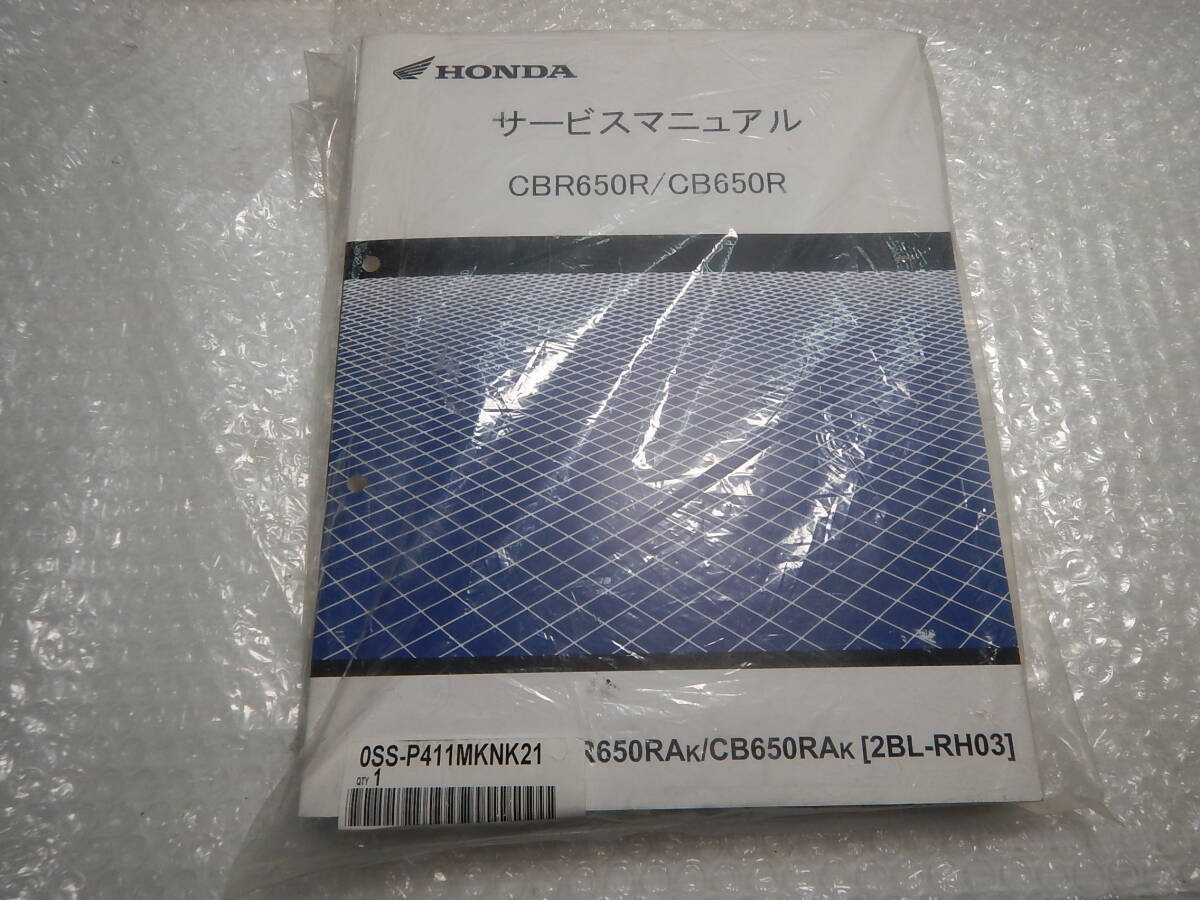 HONDA
サービスマニュアル
CBR650R/CB650R
R650RAK/CB650RAK [2BL-RH03]
0SS-P411MKNK21
QTY 1